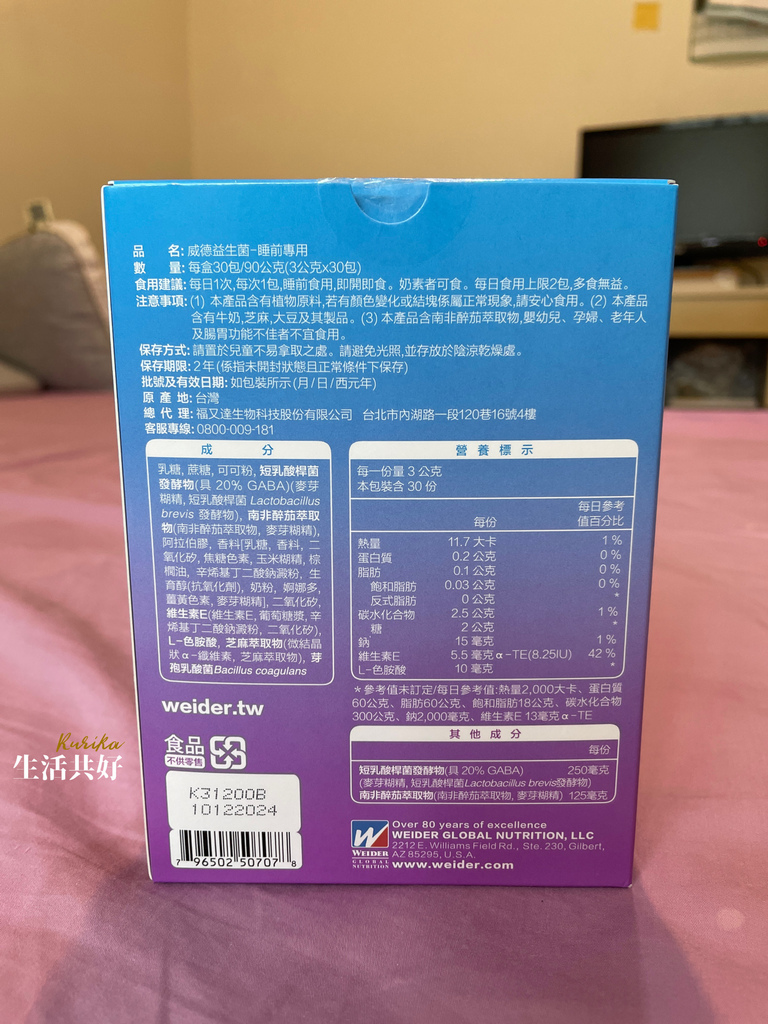 品 名: 威德益生菌-睡前專用
數 量: 每盒30包/90公克(3公克x30包)
食用建議: 每日1次,每次1包,睡前食用,即開即食。奶素者可食。每日食用上限2包,多食無益。
注意事項: (1) 本產品含有植物原料,若有顏色變化或結塊係屬正常現象,請安心食用。(2) 本產品
含有牛奶,芝麻,大豆及其製品。(3) 本產品含南非醉茄萃取物,嬰幼兒、孕婦、老年人
及腸胃功能不佳者不宜食用。
保存方式: 請置於兒童不易拿取之處。請避免光照,並存放於陰涼乾燥處。
保存期限: 2年(係指未開封狀態且正常條件下保存)
批號及有效日期: 如包裝所示(月/日/西元年)
原 產 地: 台灣
總 代 理: 福又達生物科技股份有限公司 台北市內湖路一段120巷16號4樓
客服專線: 0800-009-181
成 分
乳糖, 蔗糖, 可可粉, 短乳酸桿菌
發酵物(具 20% GABA)(麥芽
糊精, 短乳酸桿菌 Lactobacillus
brevis 發酵物), 南非醉茄萃取
物(南非醉茄萃取物, 麥芽糊精),
阿拉伯膠, 香料[乳糖, 香料, 二
氧化矽, 焦糖色素, 玉米糊精, 棕
櫚油, 辛烯基丁二酸鈉澱粉, 生
育醇(抗氧化劑), 奶粉, 婀娜多,
薑黃色素, 麥芽糊精], 二氧化矽,
維生素E(維生素E, 葡萄糖漿, 辛
烯基丁二酸鈉澱粉, 二氧化矽),
L-色胺酸, 芝麻萃取物(微結晶
狀α-纖維素, 芝麻萃取物), 芽
孢乳酸菌Bacillus coagulans
營養標示
每一份量 3 公克
本包裝含 30 份
每份 每日參考值百分比
熱量 11.7 大卡 1%
蛋白質 0.2 公克 0%
脂肪 0.1 公克 0%
飽和脂肪 0.03 公克 0%
反式脂肪 0 公克 *
碳水化合物 2.5 公克 1%
糖 2 公克 *
鈉 15 毫克 1%
維生素E 5.5 毫克α-TE(8.25IU) 42%
L-色胺酸 10 毫克 *
*參考值未訂定/每日參考值:熱量2,000大卡、蛋白質
60公克、脂肪60公克、飽和脂肪18公克、碳水化合物
300公克、鈉2,000毫克、維生素E 13毫克α-TE
其他成分
每份
短乳酸桿菌發酵物(具 20% GABA) 250毫克
(麥芽糊精, 短乳酸桿菌Lactobacillus brevis發酵物)
南非醉茄萃取物(南非醉茄萃取物, 麥芽糊精) 125毫克
weider.tw
食品
不供零售
K31200B
10122024
7 96502 50707 8
WEIDER
GLOBAL
NUTRITION
Over 80 years of excellence
WEIDER GLOBAL NUTRITION, LLC
2212 E. Williams Field Rd., Ste. 230, Gilbert,
AZ 85295, U.S.A.
www.weider.com
Rurika
生活共好